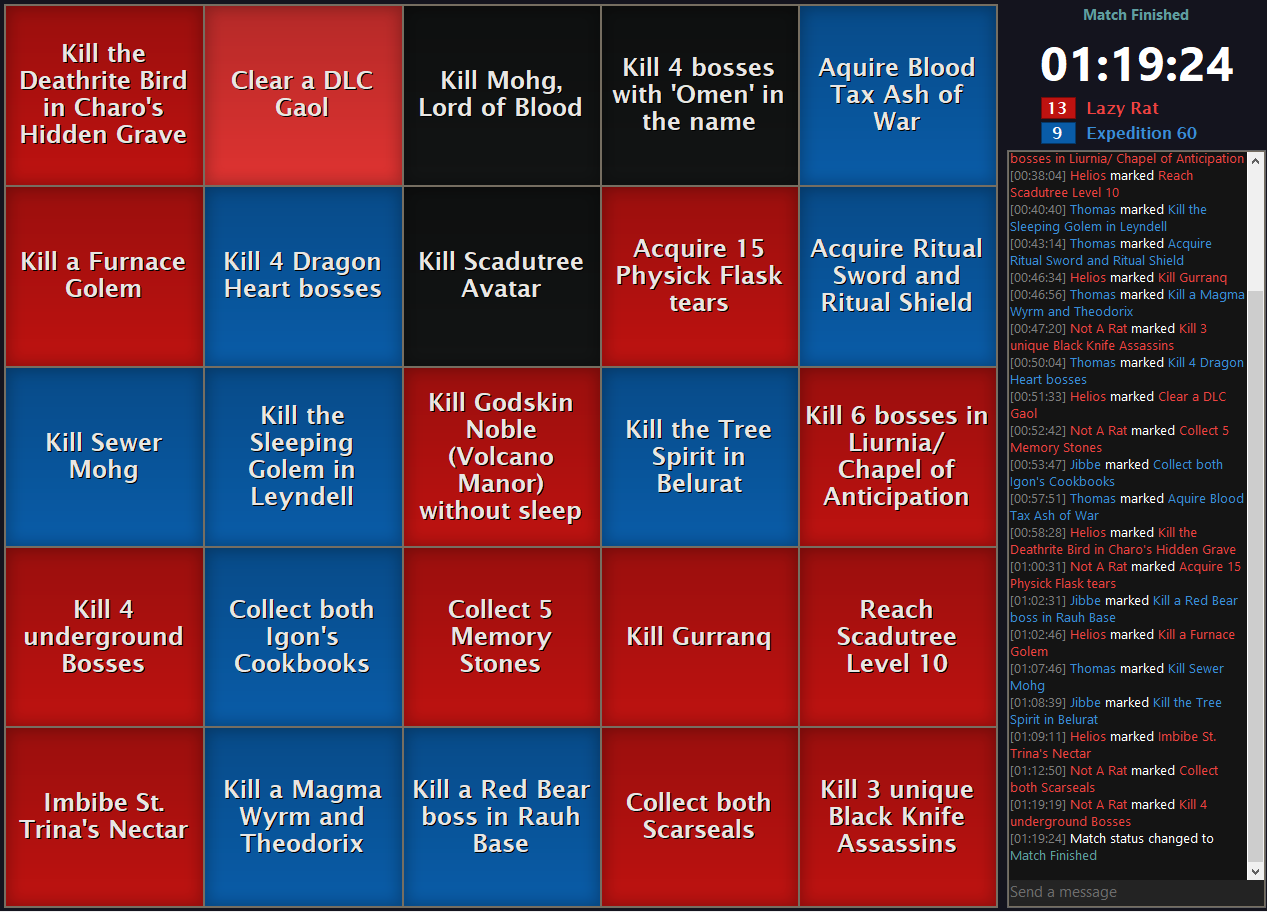 Kill the
Deathrite Bird
in Charo's
Hidden Grave
Clear a DLC
Gaol
Kill Mohg,
Lord of Blood
Kill 4 bosses
with 'Omen' in
the name
Aquire Blood
Tax Ash of
War
Kill a Furnace
Golem
Kill 4 Dragon
Heart bosses
Kill Scadutree
Avatar
Acquire 15
Physick Flask
tears
Acquire Ritual
Sword and
Ritual Shield
Kill Sewer
Mohg
Kill the
Sleeping
Golem in
Leyndell
Kill Godskin
Noble
(Volcano
Manor)
without sleep
Kill the Tree
Spirit in
Belurat
Kill 6 bosses in
Liurnia/
Chapel of
Anticipation
Kill 4
underground
Bosses
Collect both
Igon's
Cookbooks
Collect 5
Memory
Stones
Kill Gurranq
Reach
Scadutree
Level 10
Imbibe St.
Trina's Nectar
Kill a Magma
Wyrm and
Theodorix
Kill a Red Bear
boss in Rauh
Base
Collect both
Scarseals
Kill 3 unique
Black Knife
Assassins
Match Finished
01:19:24
13 Lazy Rat
9 Expedition 60
bosses in Liurnia/ Chapel of Anticipation
[00:38:04] Helios marked Reach
Scadutree Level 10
[00:40:40] Thomas marked Kill the
Sleeping Golem in Leyndell
[00:43:14] Thomas marked Acquire
Ritual Sword and Ritual Shield
[00:46:34] Helios marked Kill Gurranq
[00:46:56] Thomas marked Kill a Magma
Wyrm and Theodorix
[00:47:20] Not A Rat marked Kill 3
unique Black Knife Assassins
[00:50:04] Thomas marked Kill 4 Dragon
Heart bosses
[00:51:33] Helios marked Clear a DLC
Gaol
[00:52:42] Not A Rat marked Collect 5
Memory Stones
[00:53:47] Jibbe marked Collect both
Igon's Cookbooks
[00:57:51] Thomas marked Aquire Blood
Tax Ash of War
[00:58:28] Helios marked Kill the
Deathrite Bird in Charo's Hidden Grave
[01:00:31] Not A Rat marked Acquire 15
Physick Flask tears
[01:02:31] Jibbe marked Kill a Red Bear
boss in Rauh Base
[01:02:46] Helios marked Kill a Furnace
Golem
[01:07:46] Thomas marked Kill Sewer
Mohg
[01:08:39] Jibbe marked Kill the Tree
Spirit in Belurat
[01:09:11] Helios marked Imbibe St.
Trina's Nectar
[01:12:50] Not A Rat marked Collect
both Scarseals
[01:19:19] Not A Rat marked Kill 4
underground Bosses
[01:19:24] Match status changed to
Match Finished
Send a message